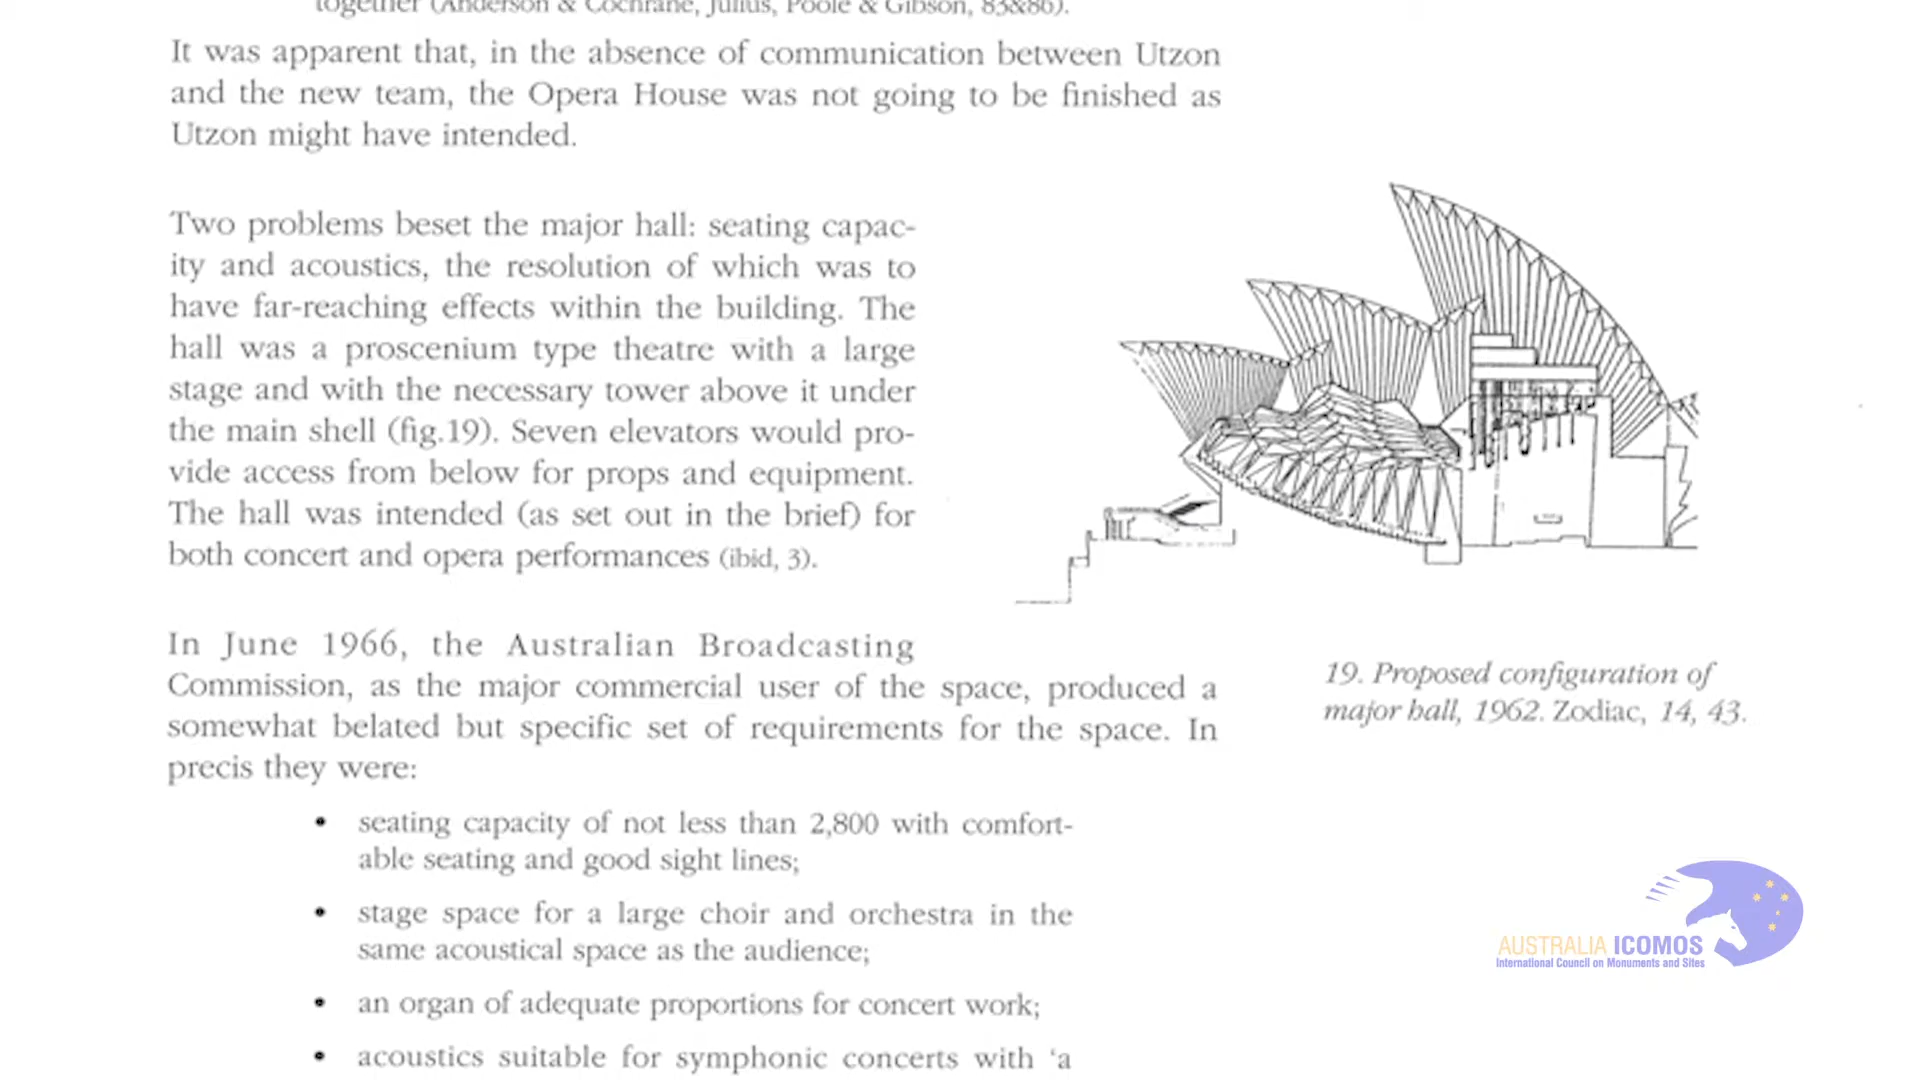 together (Anderson & Cochrane, Julius, Poole & Gibson, 83&86).
It was apparent that, in the absence of communication between Utzon
and the new team, the Opera House was not going to be finished as
Utzon might have intended.
Two problems beset the major hall: seating capac-
ity and acoustics, the resolution of which was to
have far-reaching effects within the building. The
hall was a proscenium type theatre with a large
stage and with the necessary tower above it under
the main shell (fig.19). Seven elevators would pro-
vide access from below for props and equipment.
The hall was intended (as set out in the brief) for
both concert and opera performances (ibid, 3).
In June 1966, the Australian Broadcasting
Commission, as the major commercial user of the space, produced a
somewhat belated but specific set of requirements for the space. In
precis they were:
• seating capacity of not less than 2,800 with comfort-
able seating and good sight lines;
• stage space for a large choir and orchestra in the
same acoustical space as the audience;
• an organ of adequate proportions for concert work;
• acoustics suitable for symphonic concerts with ‘a
19. Proposed configuration of
major hall, 1962. Zodiac, 14, 43.
AUSTRALIA ICOMOS
International Council on Monuments and Sites